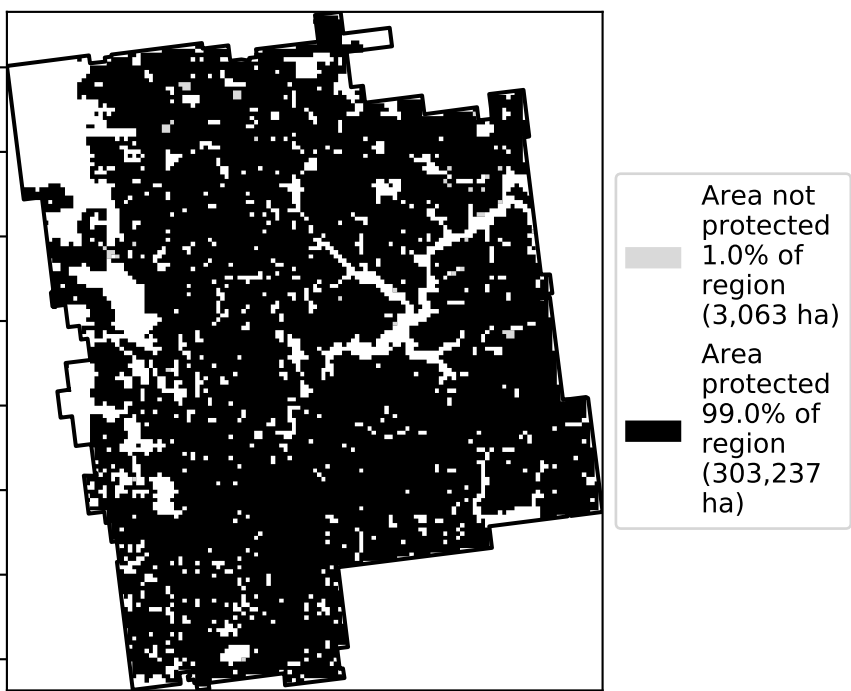 Area not
protected
1.0% of
region
(3,063 ha)
Area
protected
99.0% of
region
(303,237
ha)